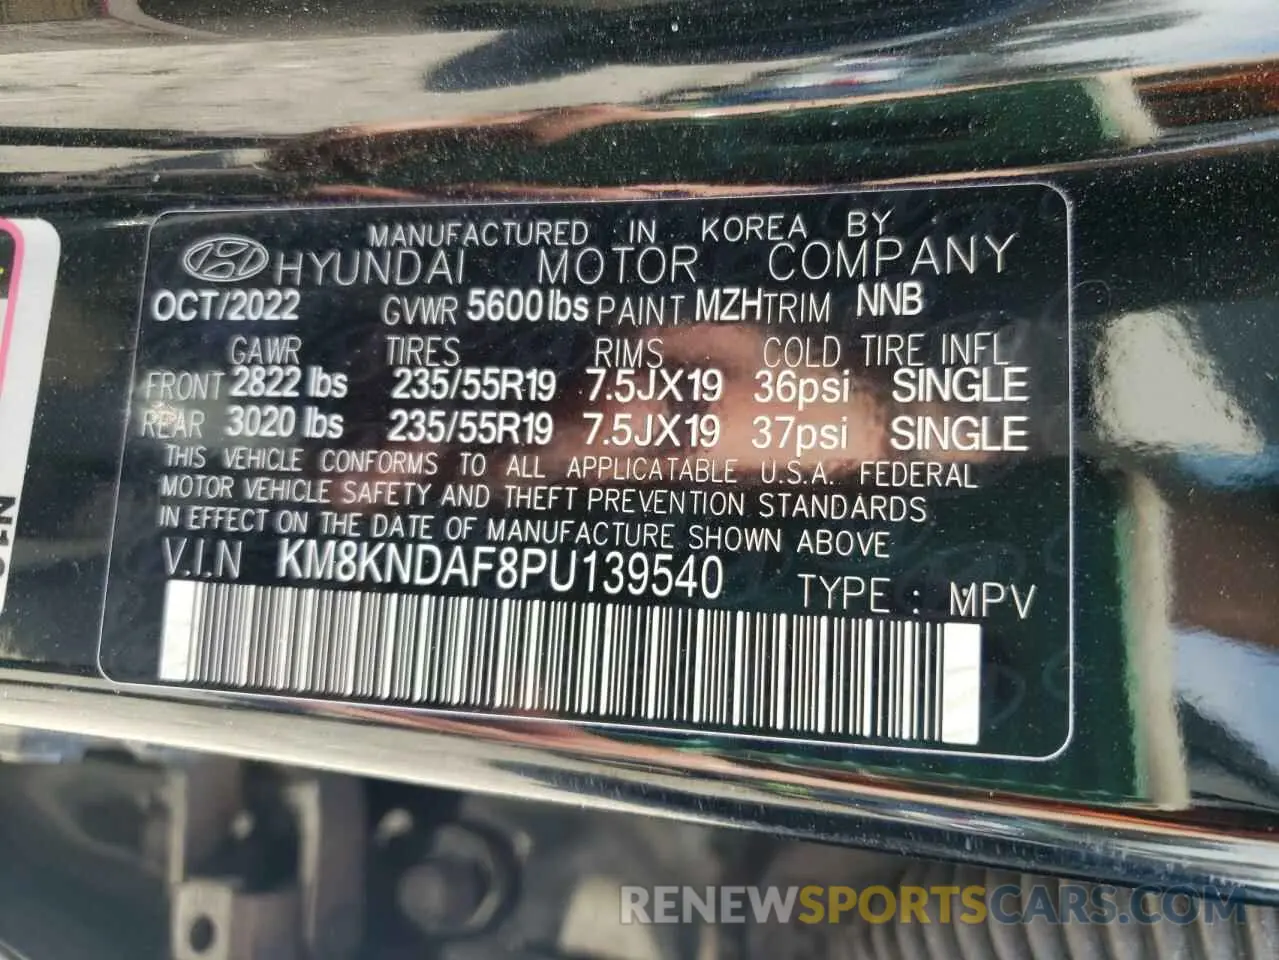 MANUFACTURED IN KOREA BY
HYUNDAI MOTOR COMPANY
OCT/2022 GVWR 5600lbs PAINT MZH TRIM NNB
GAWR TIRES RIMS COLD TIRE INFL
FRONT 2822 lbs 235/55R19 7.5JX19 36psi SINGLE
REAR 3020 lbs 235/55R19 7.5JX19 37psi SINGLE
THIS VEHICLE CONFORMS TO ALL APPLICATABLE U.S.A. FEDERAL
MOTOR VEHICLE SAFETY AND THEFT PREVENTION STANDARDS
IN EFFECT ON THE DATE OF MANUFACTURE SHOWN ABOVE
V.I.N KM8KNDAF8PU139540 TYPE : MPV
RENEWSPORTSCARS.COM